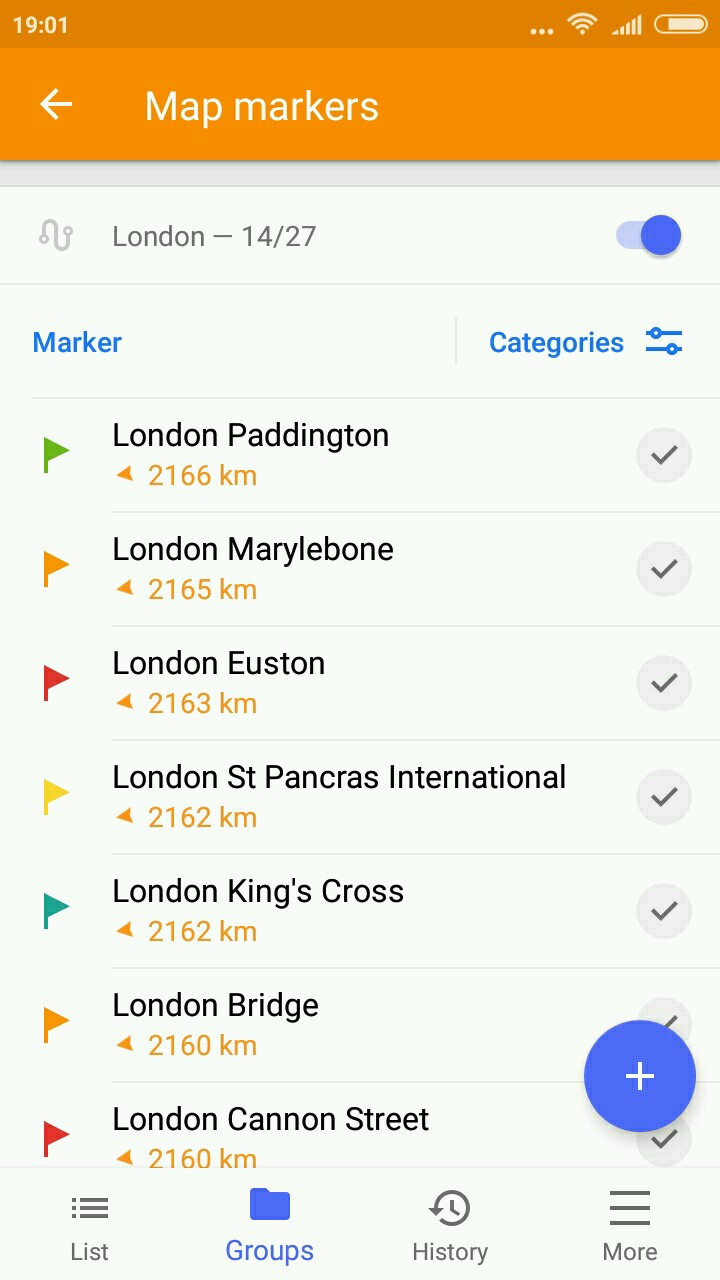 19:01
Map markers
London — 14/27
Marker
Categories
London Paddington
2166 km
London Marylebone
2165 km
London Euston
2163 km
London St Pancras International
2162 km
London King's Cross
2162 km
London Bridge
2160 km
London Cannon Street
2160 km
List
Groups
History
More